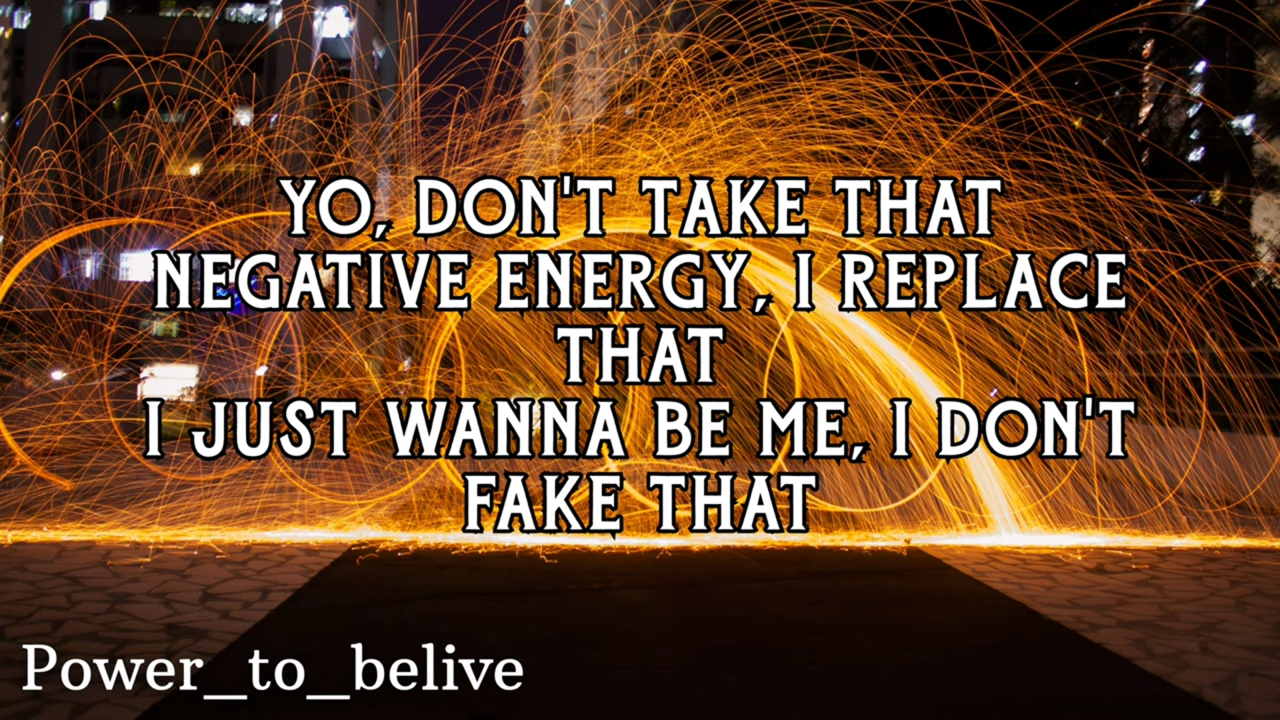 YO, DON'T TAKE THAT
NEGATIVE ENERGY, I REPLACE
THAT
I JUST WANNA BE ME, I DON'T
FAKE THAT
Power_to_belive